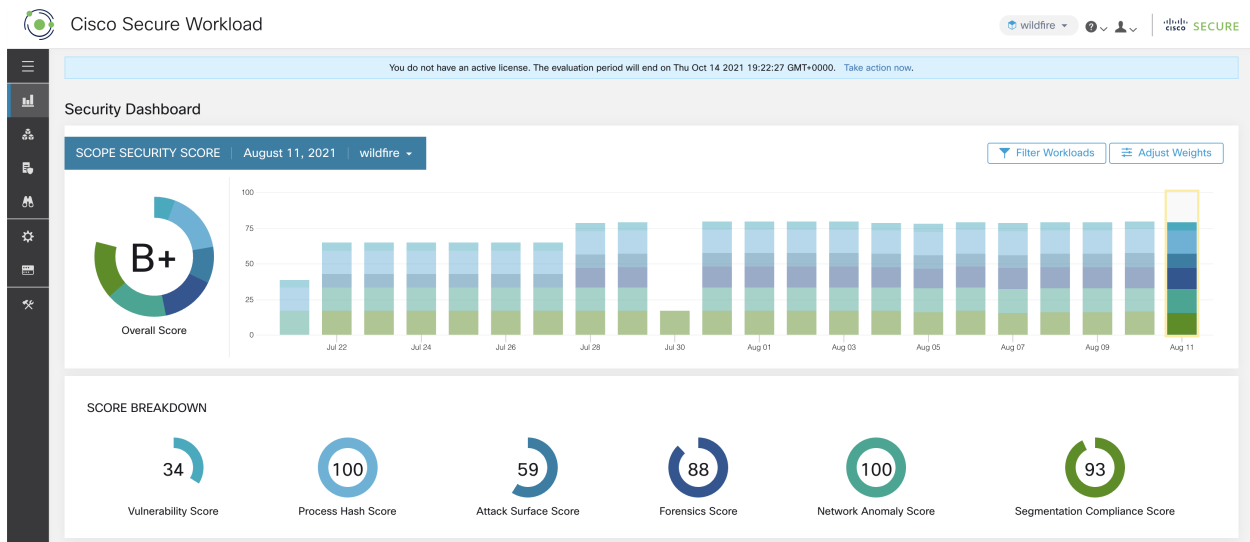 Cisco Secure Workload
wildfire
?
cisco SECURE
You do not have an active license. The evaluation period will end on Thu Oct 14 2021 19:22:27 GMT+0000. Take action now.
Security Dashboard
SCOPE SECURITY SCORE August 11, 2021 wildfire
Filter Workloads
Adjust Weights
B+
Overall Score
100
75
50
25
0
Jul 22 Jul 24 Jul 26 Jul 28 Jul 30 Aug 01 Aug 03 Aug 05 Aug 07 Aug 09 Aug 11
SCORE BREAKDOWN
34 100 59 88 100 93
Vulnerability Score Process Hash Score Attack Surface Score Forensics Score Network Anomaly Score Segmentation Compliance Score